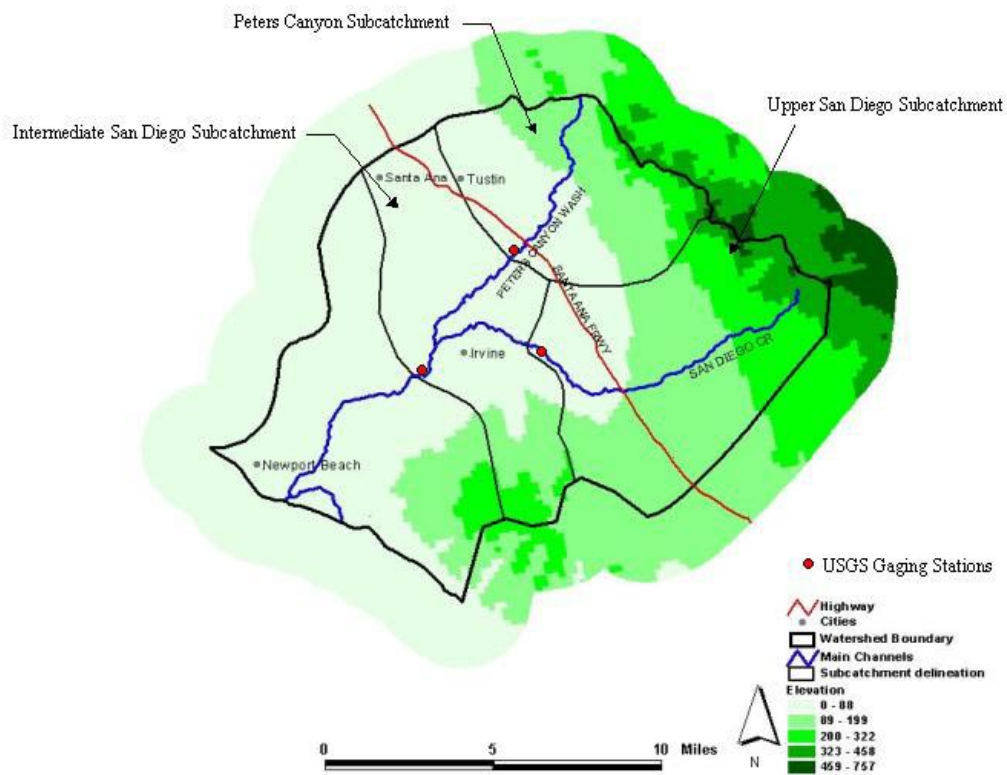 Peters Canyon Subcatchment
Upper San Diego Subcatchment
Intermediate San Diego Subcatchment
Santa Ana
Tustin
PETERS CANYON WASH
SANTA ANA FRWY
Irvine
SAN DIEGO CR
Newport Beach
USGS Gaging Stations
Highway
Cities
Watershed Boundary
Main Channels
Subcatchment delineation
Elevation
0 - 88
89 - 199
200 - 322
323 - 458
459 - 757
N
0 5 10 Miles